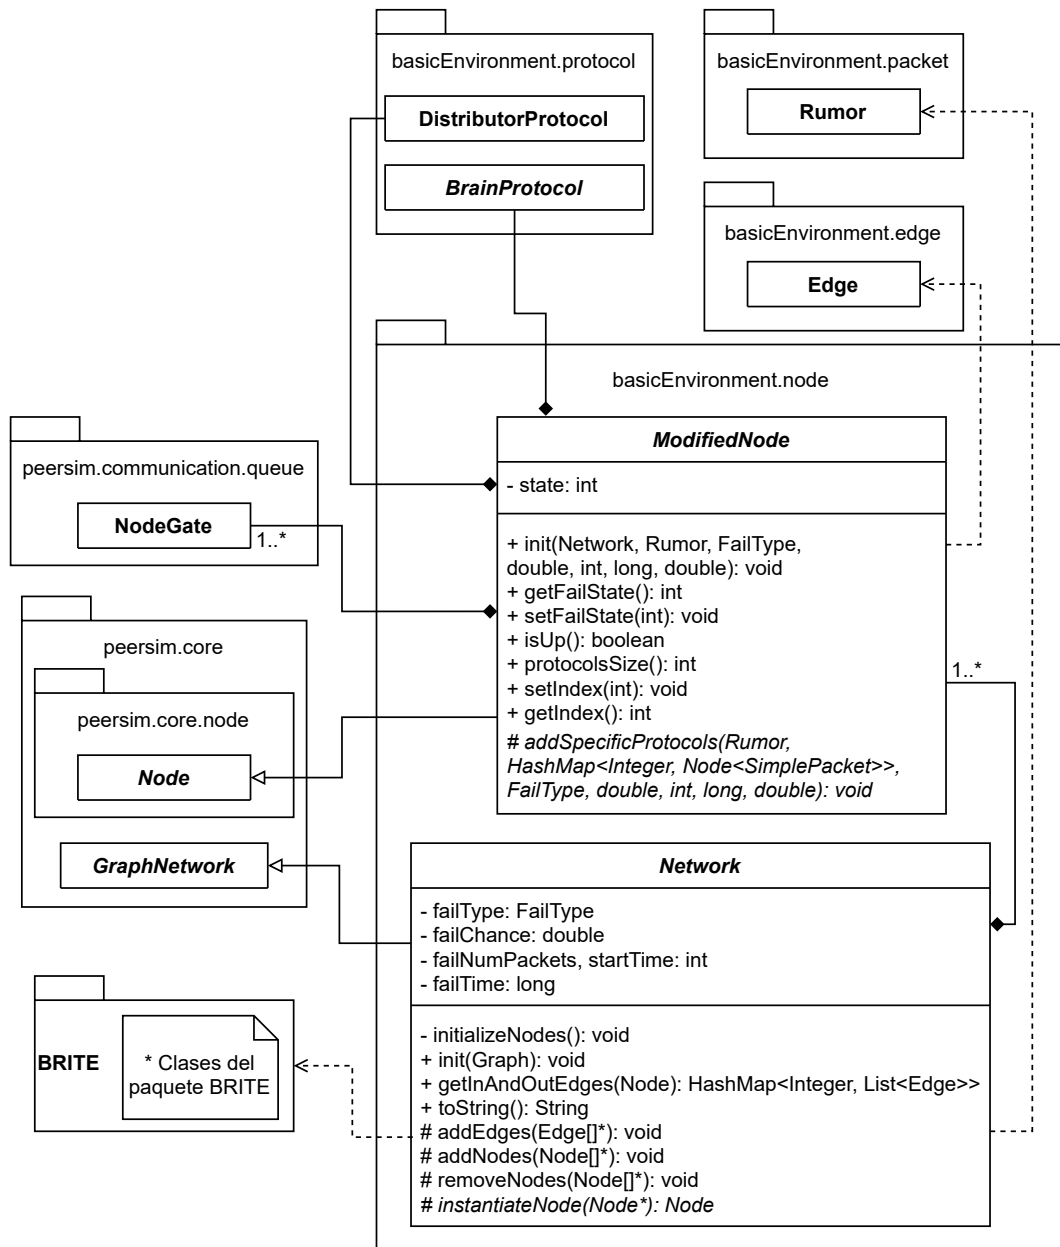 basicEnvironment.protocol
DistributorProtocol
BrainProtocol
basicEnvironment.packet
Rumor
basicEnvironment.edge
Edge
basicEnvironment.node
ModifiedNode
- state: int
+ init(Network, Rumor, FailType,
double, int, long, double): void
+ getFailState(): int
+ setFailState(int): void
+ isUp(): boolean
+ protocolsSize(): int
+ setIndex(int): void
+ getIndex(): int
# addSpecificProtocols(Rumor,
HashMap<Integer, Node<SimplePacket>>,
FailType, double, int, long, double): void
1..*
peersim.communication.queue
NodeGate
1..*
peersim.core
peersim.core.node
Node
GraphNetwork
Network
- failType: FailType
- failChance: double
- failNumPackets, startTime: int
- failTime: long
- initializeNodes(): void
+ init(Graph): void
+ getInAndOutEdges(Node): HashMap<Integer, List<Edge>>
+ toString(): String
# addEdges(Edge[]*): void
# addNodes(Node[]*): void
# removeNodes(Node[]*): void
# instantiateNode(Node*): Node
BRITE
* Clases del
paquete BRITE